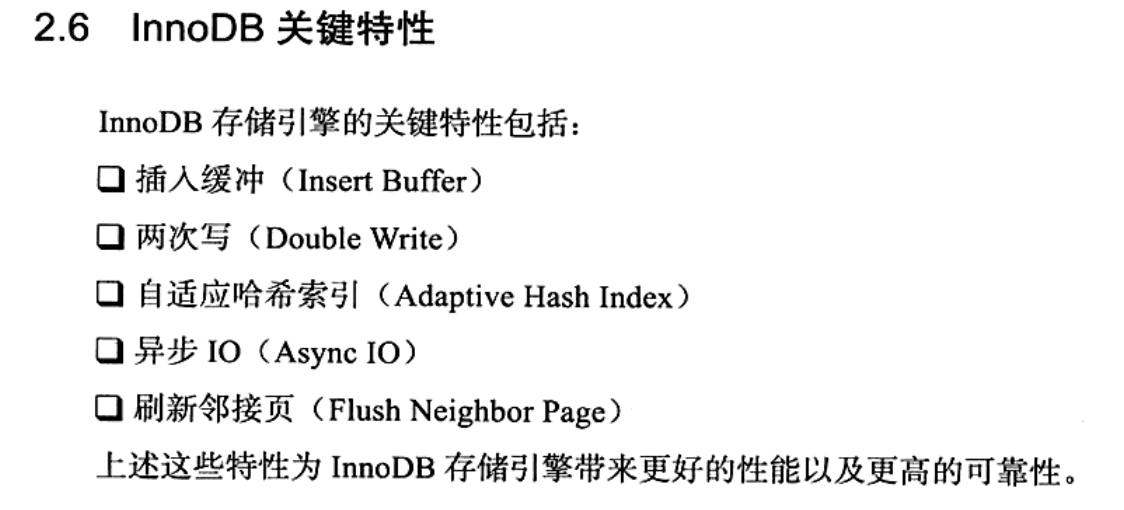 2.6 InnoDB 关键特性
InnoDB 存储引擎的关键特性包括：
❑ 插入缓冲（Insert Buffer）
❑ 两次写（Double Write）
❑ 自适应哈希索引（Adaptive Hash Index）
❑ 异步 IO（Async IO）
❑ 刷新邻接页（Flush Neighbor Page）
上述这些特性为 InnoDB 存储引擎带来更好的性能以及更高的可靠性。